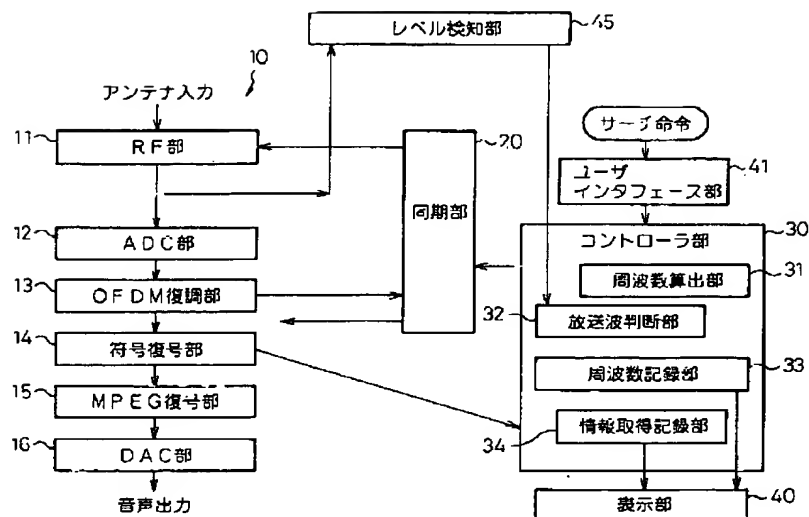 レベル検知部
45
10
アンテナ入力
11
RF部
20
同期部
サーチ命令
ユーザ
インタフェース部
41
12
ADC部
30
コントローラ部
13
OFDM復調部
周波数算出部
31
32
放送波判断部
14
符号復号部
周波数記録部
33
15
MPEG復号部
情報取得記録部
34
16
DAC部
音声出力
表示部
40